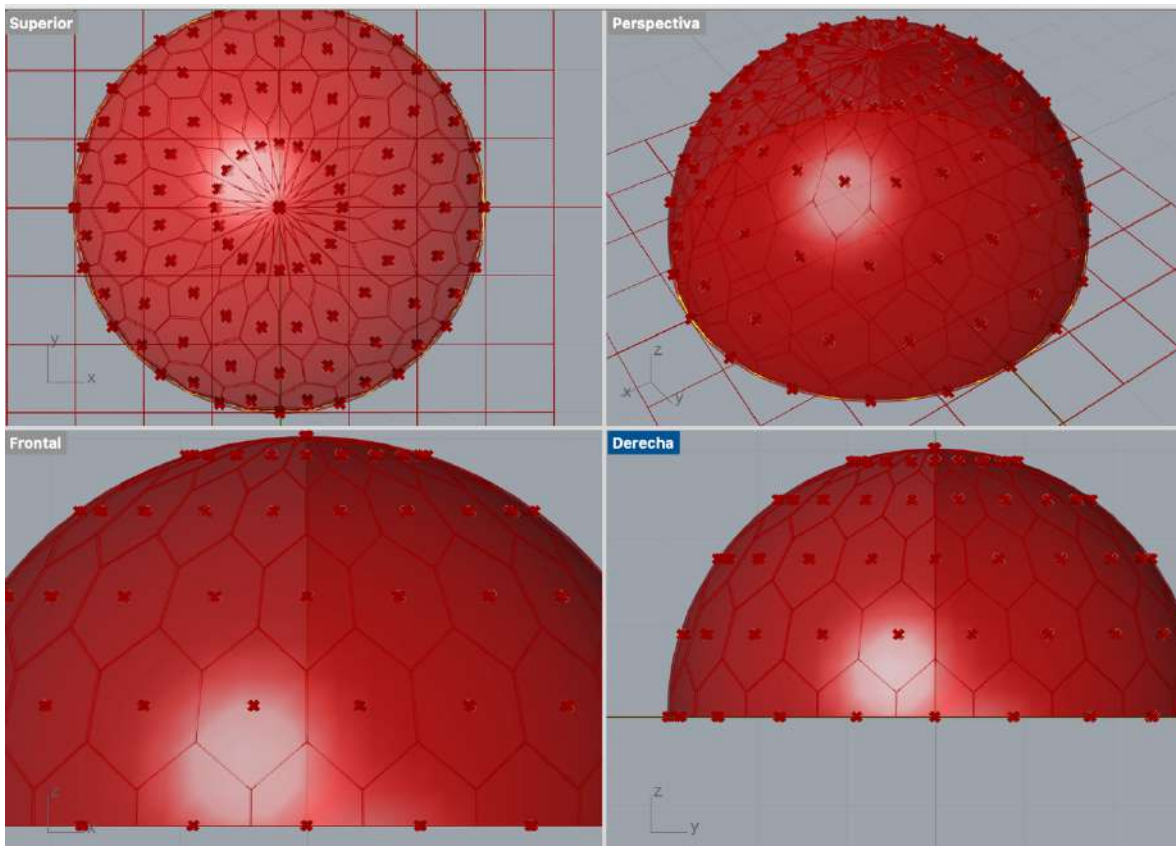 Superior
Perspectiva
y
x
z
x
y
Frontal
Derecha
z
x
z
y